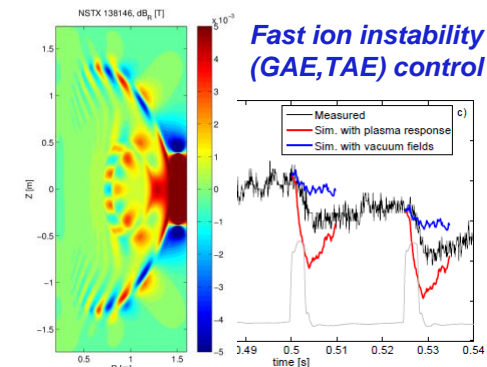 NSTX 138146, dB_R [T]
x 10^-3
5
4
3
2
1
0
−1
−2
−3
−4
−5
Z [m]
1.5
1
0.5
0
−0.5
−1
−1.5
0.5
1
1.5
Fast ion instability
(GAE,TAE) control
Measured
Sim. with plasma response
Sim. with vacuum fields
c)
0.49 0.5 0.51 0.52 0.53 0.54
time [s]